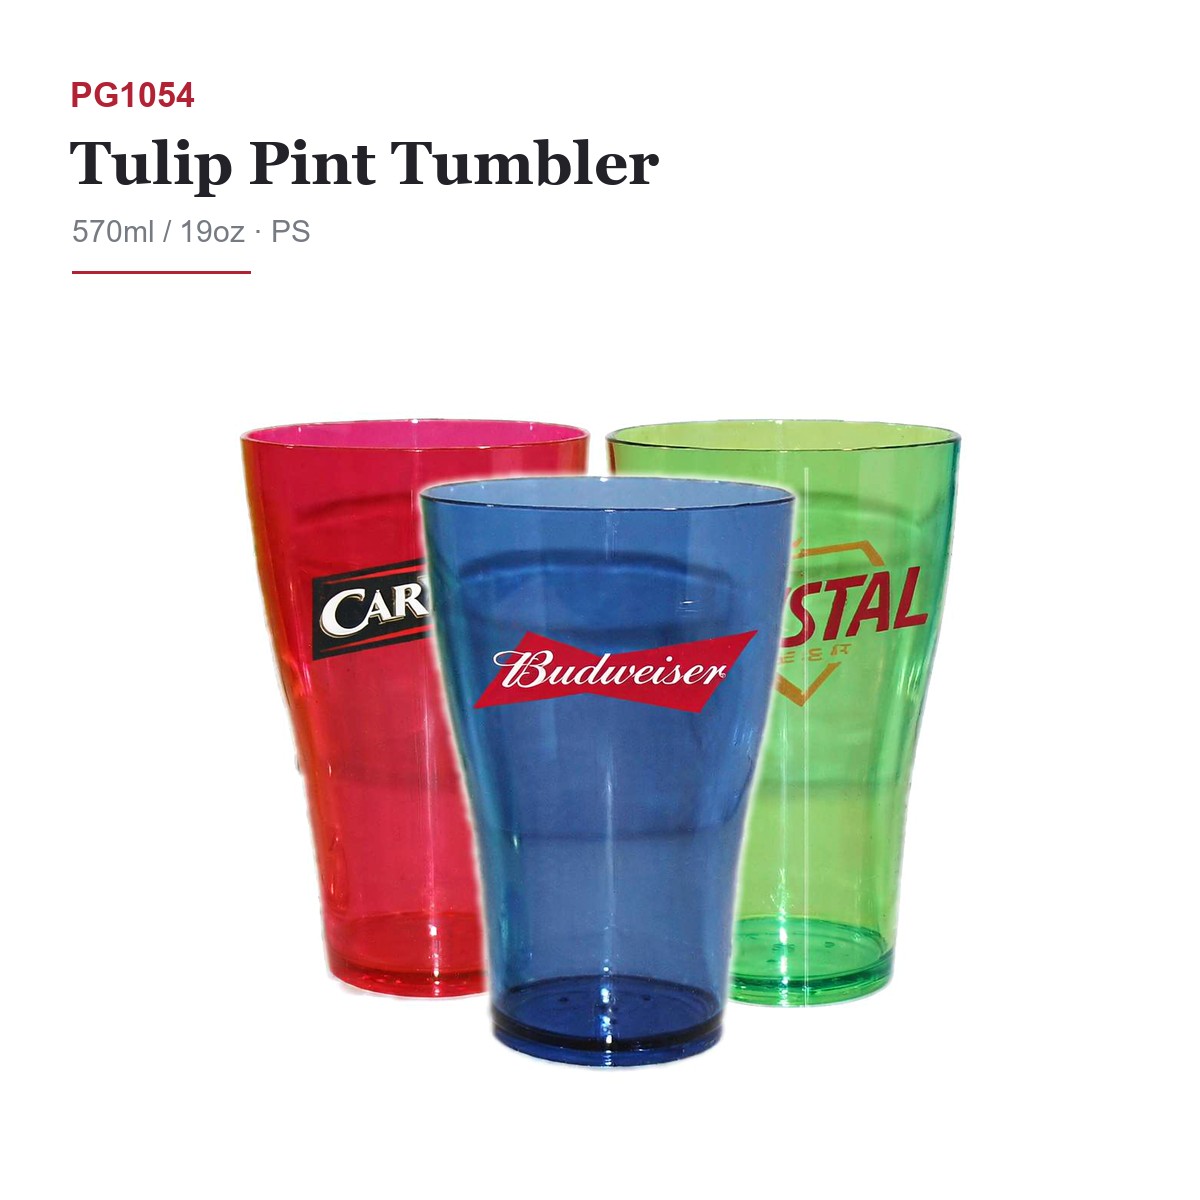 PG1054
Tulip Pint Tumbler
570ml / 19oz · PS
CAR
Budweiser
STAL